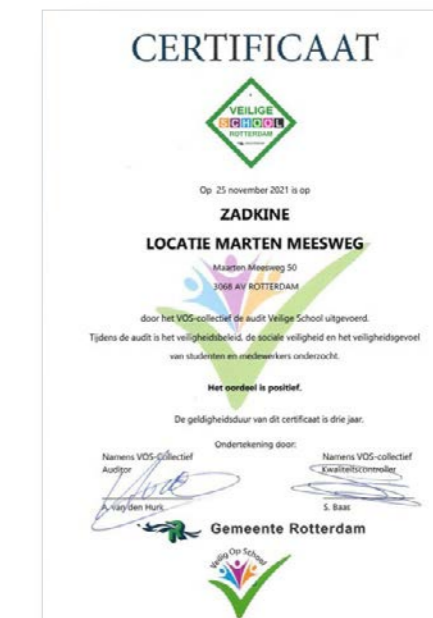 CERTIFICAAT
VEILIGE
SCHOOL
ROTTERDAM
Op 25 november 2021 is op
ZADKINE
LOCATIE MARTEN MEESWEG
Maarten Meesweg 50
3068 AV ROTTERDAM
door het VOS-collectief de audit Veilige School uitgevoerd.
Tijdens de audit is het veiligheidsbeleid, de sociale veiligheid en het veiligheidsgevoel
van studenten en medewerkers onderzocht.
Het oordeel is positief.
De geldigheidsduur van dit certificaat is drie jaar.
Ondertekening door:
Namens VOS-Collectief
Auditor
A. van den Hurk
Namens VOS-collectief
Kwaliteitscontroller
S. Baas
Gemeente Rotterdam
Veilig Op School